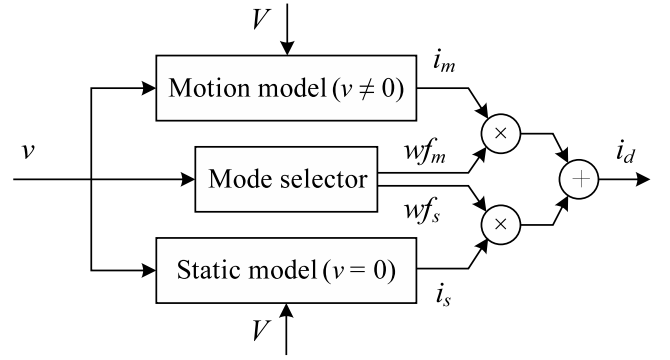 V
Motion model (v ≠ 0)
i_m
×
v
wf_m
Mode selector
i_d
+
wf_s
×
Static model (v = 0)
i_s
V